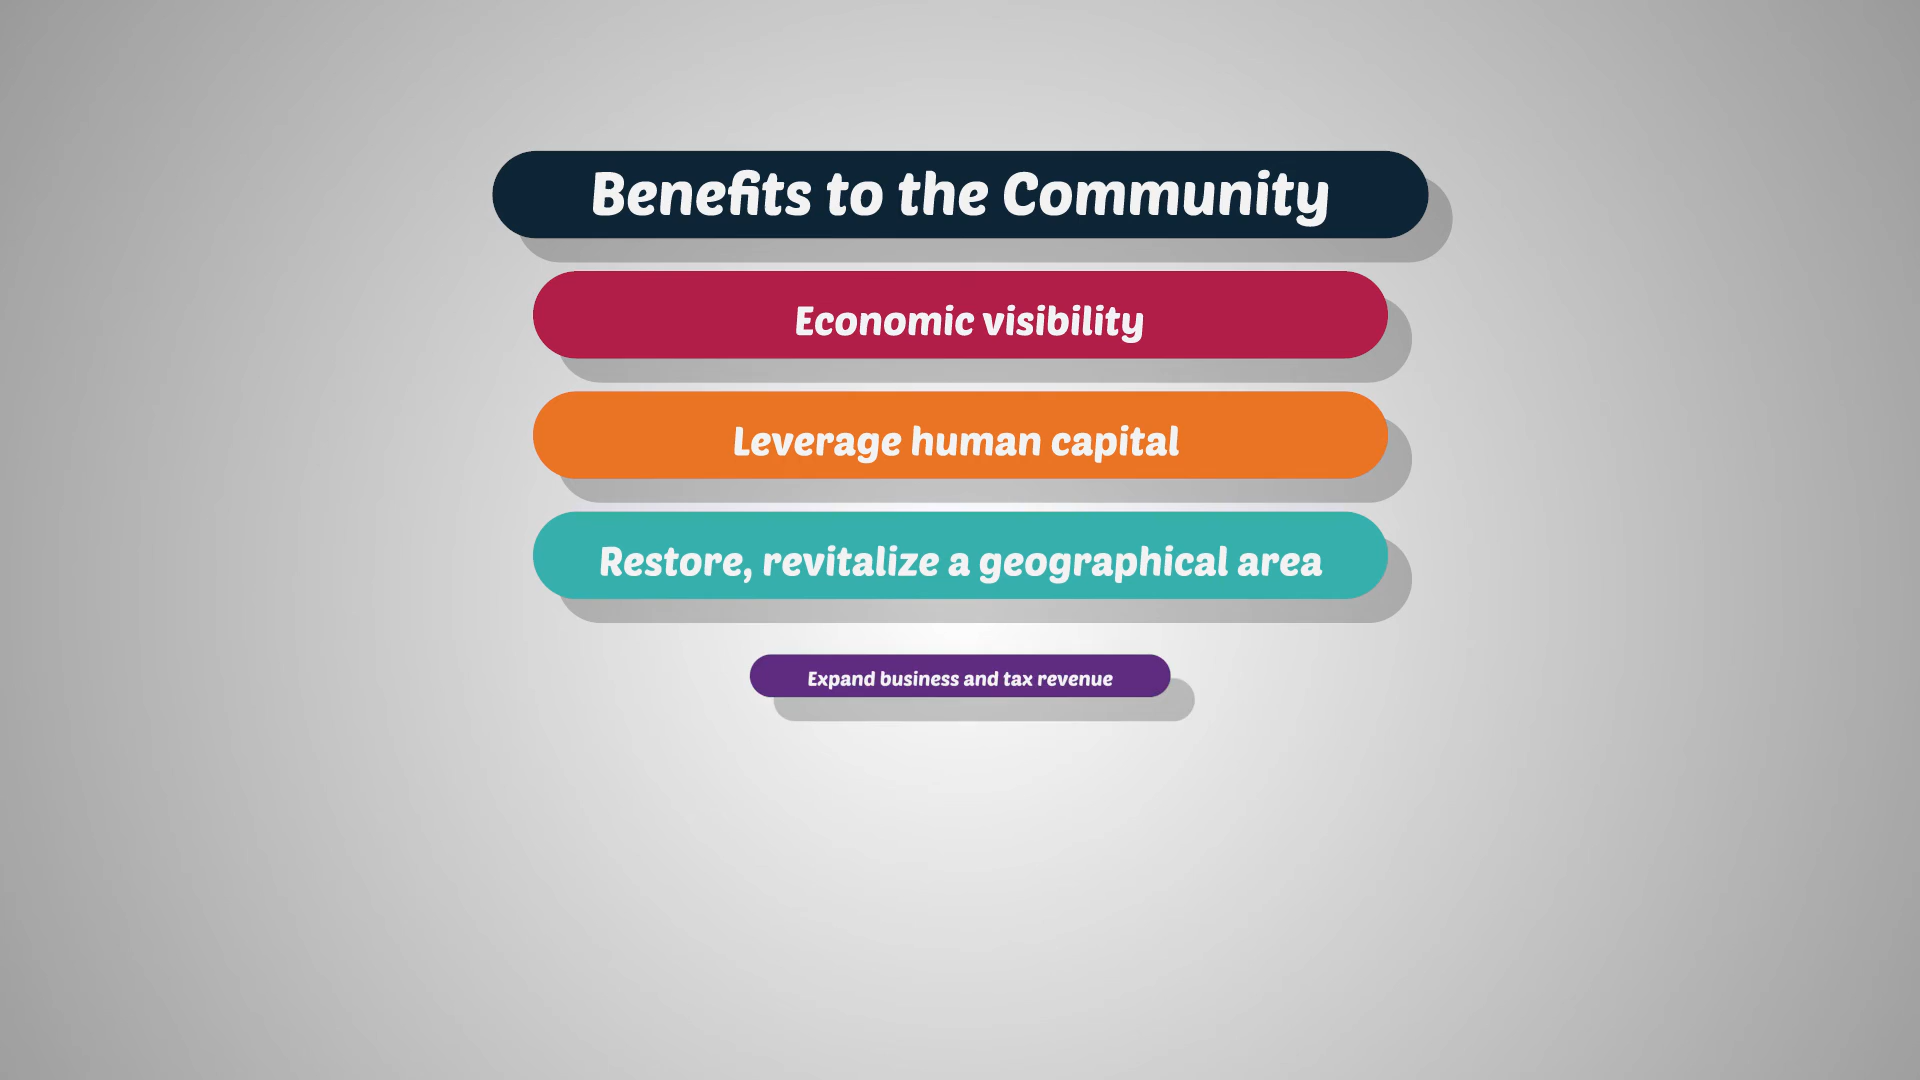 Benefits to the Community
Economic visibility
Leverage human capital
Restore, revitalize a geographical area
Expand business and tax revenue